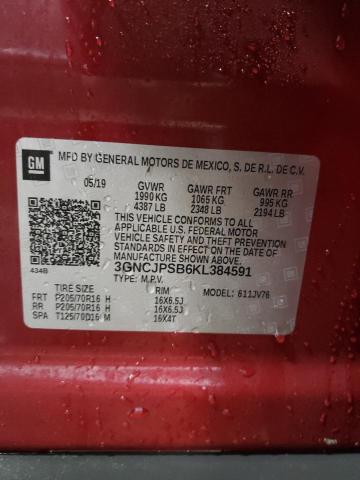 GM MFD BY GENERAL MOTORS DE MEXICO, S. DE R.L. DE C.V.
05/19 GVWR GAWR FRT GAWR RR
1990 KG 1065 KG 995 KG
4387 LB 2348 LB 2194 LB
THIS VEHICLE CONFORMS TO ALL APPLICABLE U.S. FEDERAL MOTOR VEHICLE SAFETY, BUMPER, AND THEFT PREVENTION STANDARDS IN
EFFECT ON THE DATE OF MANUFACTURE SHOWN ABOVE.
434B 3GNCJPSB6KL384591
TYPE: M.P.V. MODEL: 611JV76
TIRE SIZE RIM
FRT P205/70R16 H 16X6.5J
RR P205/70R16 H 16X6.5J
SPA T125/70D16 M 16X4T